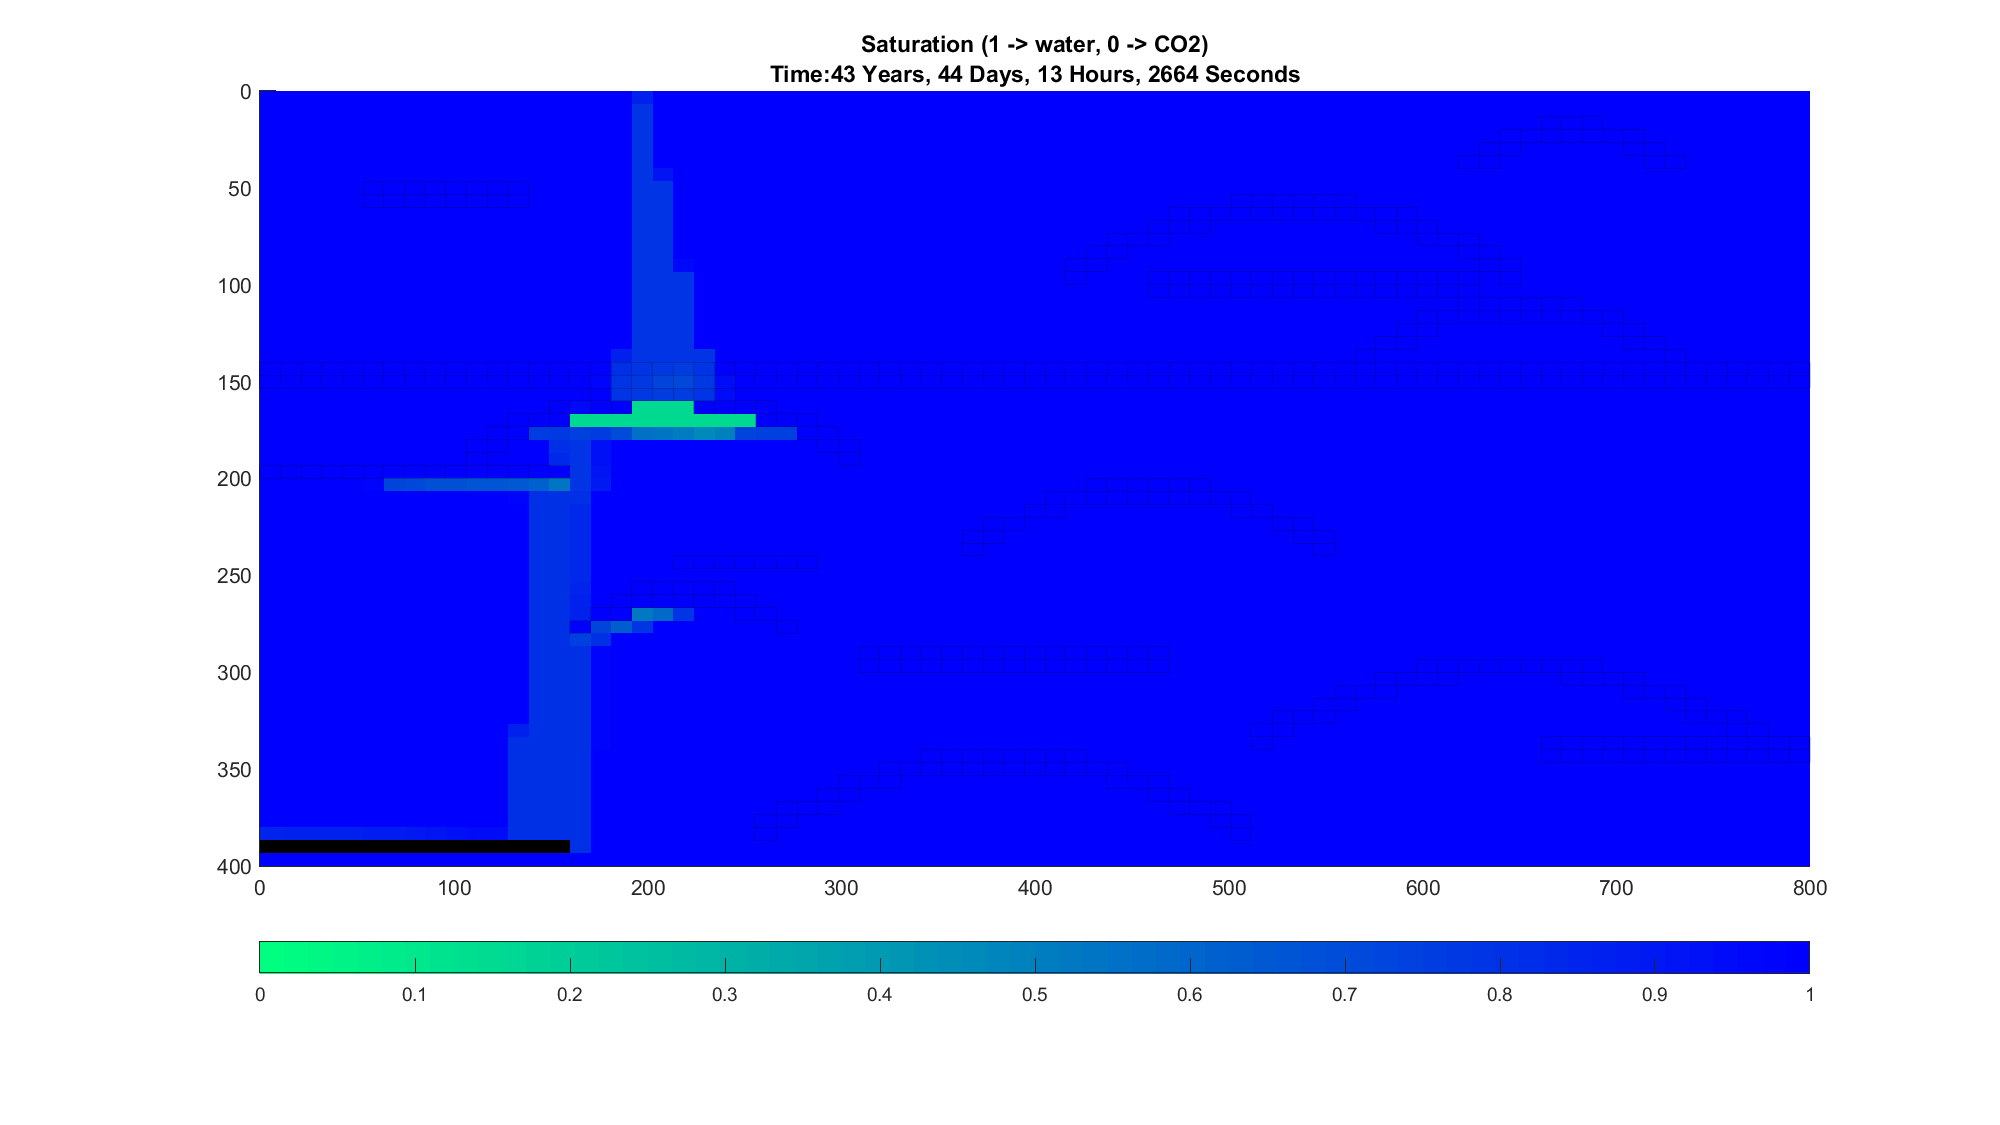 Saturation (1 -> water, 0 -> CO2)
Time:43 Years, 44 Days, 13 Hours, 2664 Seconds
0
50
100
150
200
250
300
350
400
0 100 200 300 400 500 600 700 800
0 0.1 0.2 0.3 0.4 0.5 0.6 0.7 0.8 0.9 1